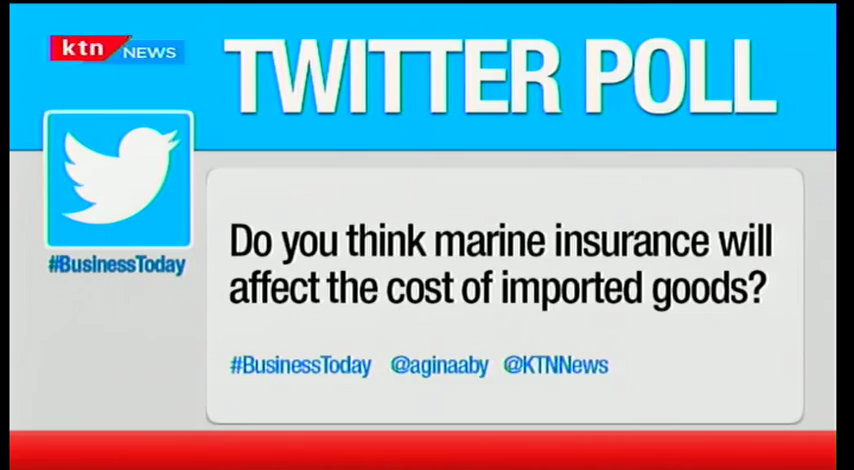 ktn NEWS
TWITTER POLL
#BusinessToday
Do you think marine insurance will
affect the cost of imported goods?
#BusinessToday @aginaaby @KTNNews